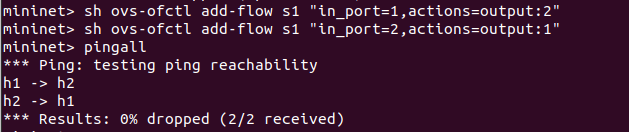 mininet> sh ovs-ofctl add-flow s1 "in_port=1,actions=output:2"
mininet> sh ovs-ofctl add-flow s1 "in_port=2,actions=output:1"
mininet> pingall
*** Ping: testing ping reachability
h1 -> h2
h2 -> h1
*** Results: 0% dropped (2/2 received)